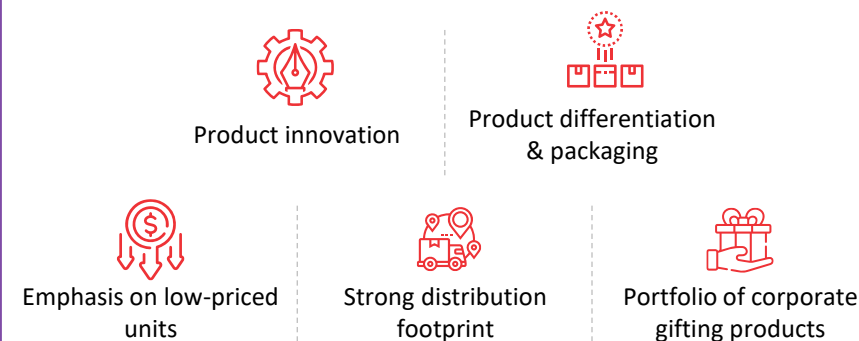 Product innovation
Product differentiation
& packaging
Emphasis on low-priced
units
Strong distribution
footprint
Portfolio of corporate
gifting products